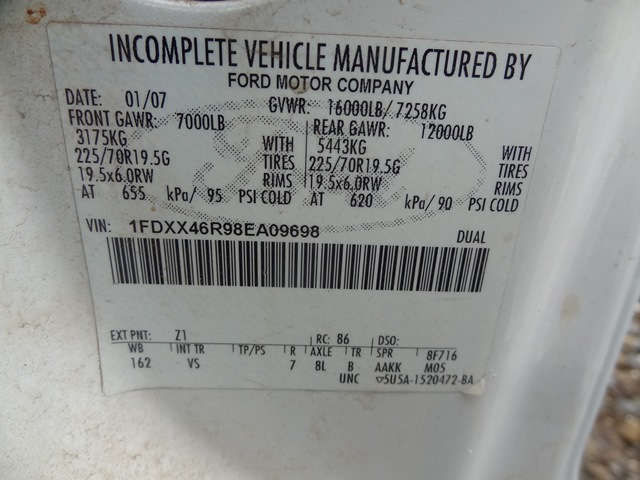 INCOMPLETE VEHICLE MANUFACTURED BY
FORD MOTOR COMPANY
DATE: 01/07 GVWR: 16000LB/ 7258KG
FRONT GAWR: 7000LB REAR GAWR: 12000LB
3175KG WITH 5443KG WITH
225/70R19.5G TIRES 225/70R19.5G TIRES
19.5x6.0RW RIMS 19.5x6.0RW RIMS
AT 655 kPa/ 95 PSI COLD AT 620 kPa/ 90 PSI COLD
VIN: 1FDXX46R98EA09698 DUAL
EXT PNT: Z1 RC: 86 DSO:
WB INT TR TP/PS R AXLE TR SPR 8F716
162 VS 7 8L B AAKK M05
UNC 5U5A-1520472-BA